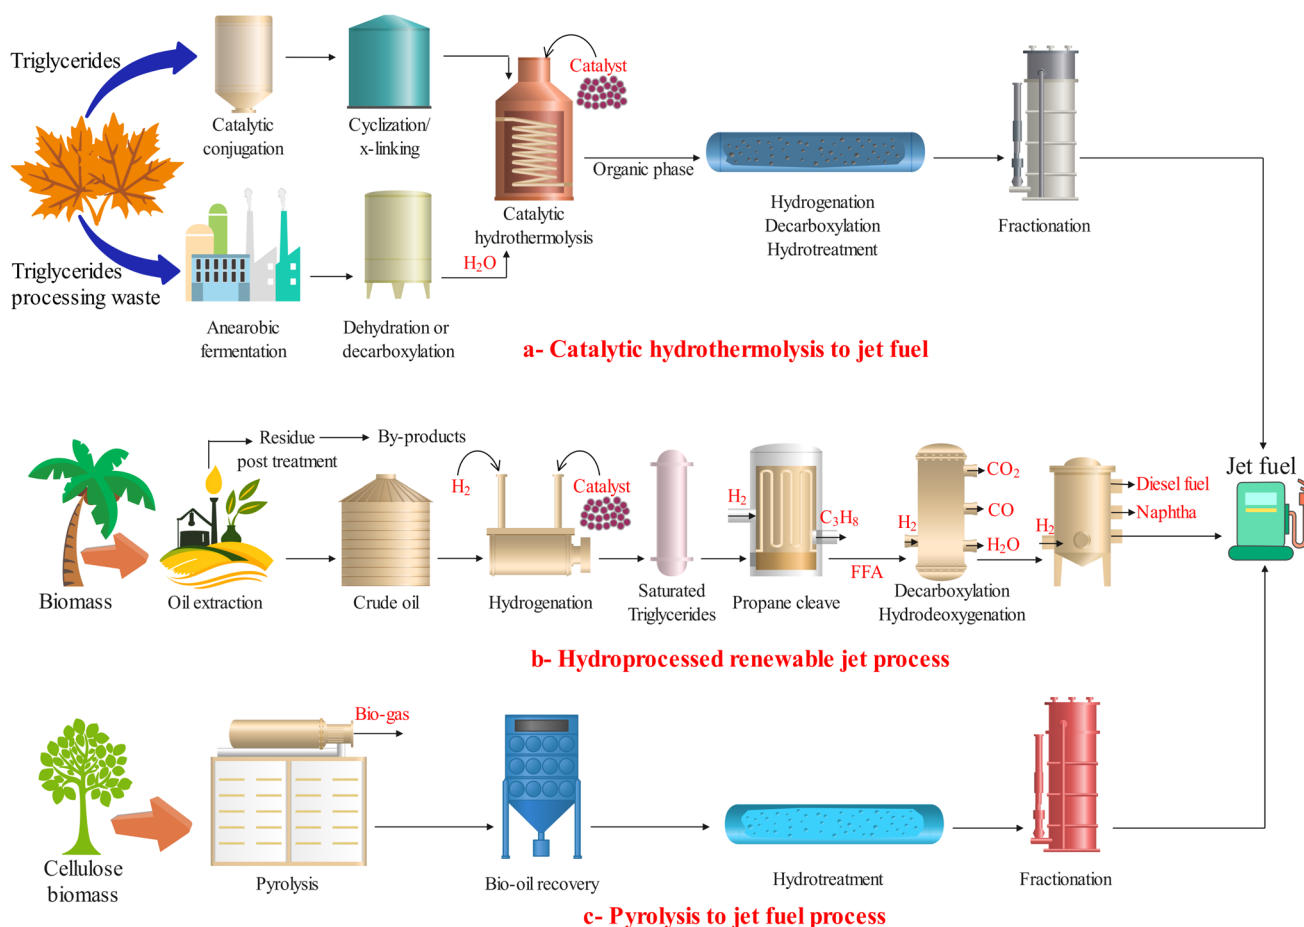 Triglycerides
Catalytic
conjugation
Cyclization/
x-linking
Catalyst
Catalytic
hydrothermolysis
H₂O
Organic phase
Hydrogenation
Decarboxylation
Hydrotreatment
Fractionation
Triglycerides
processing waste
Anearobic
fermentation
Dehydration or
decarboxylation
a- Catalytic hydrothermolysis to jet fuel
Residue
post treatment
By-products
Biomass
Oil extraction
Crude oil
H₂
Catalyst
Hydrogenation
Saturated
Triglycerides
H₂
C₃H₈
Propane cleave
FFA
H₂
CO₂
CO
H₂O
Decarboxylation
Hydrodeoxygenation
H₂
Diesel fuel
Naphtha
Jet fuel
b- Hydroprocessed renewable jet process
Cellulose
biomass
Bio-gas
Pyrolysis
Bio-oil recovery
Hydrotreatment
Fractionation
c- Pyrolysis to jet fuel process